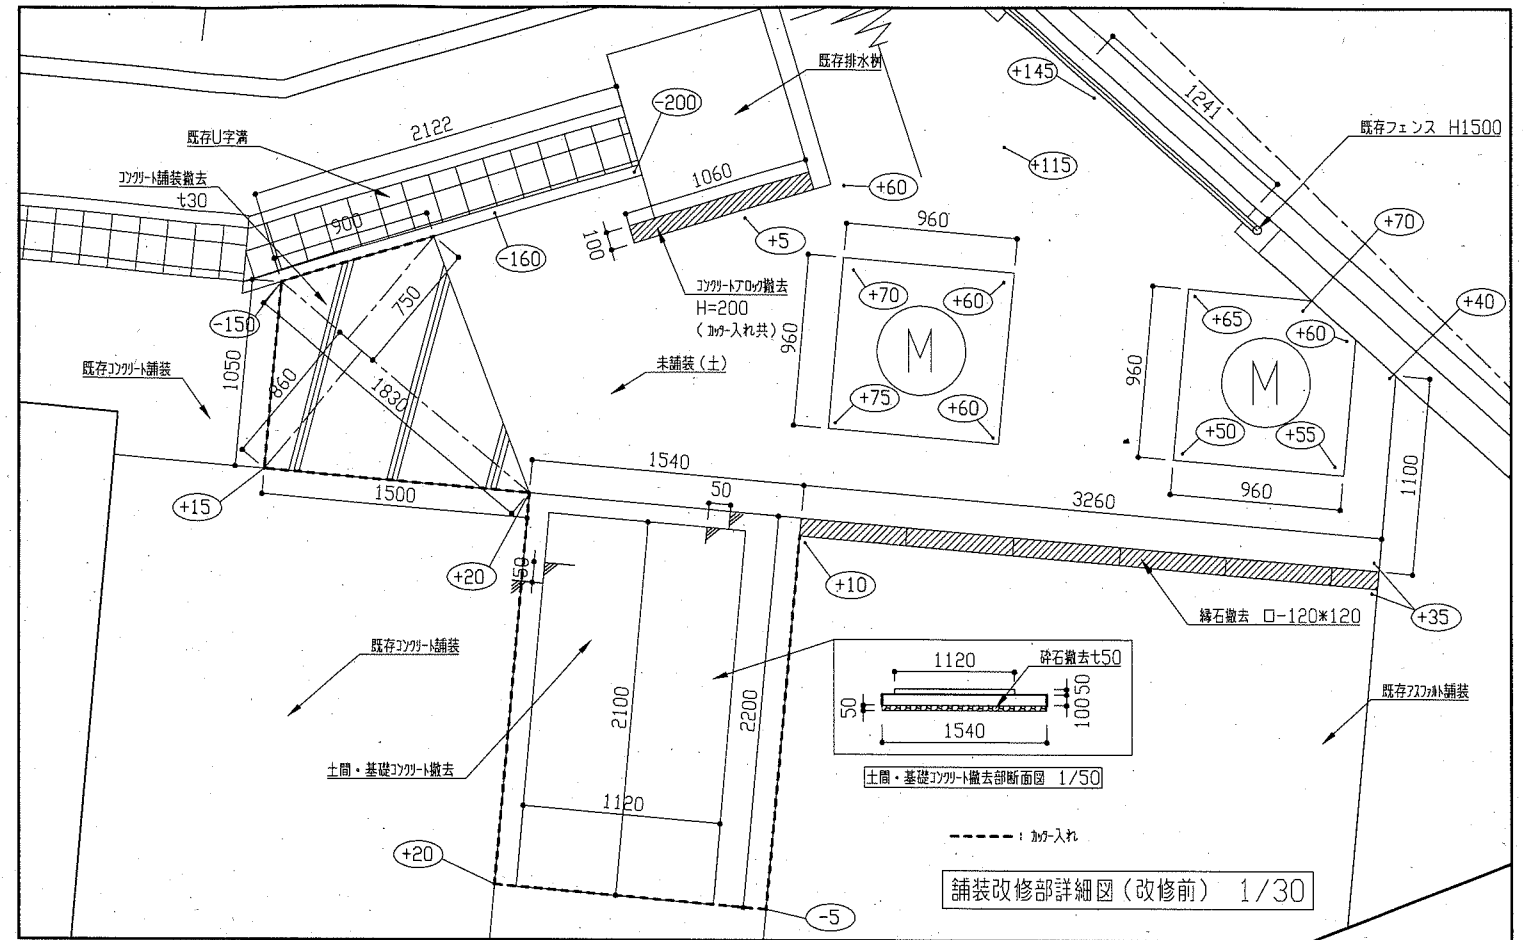 既存排水桝
+145
1241
既存フェンス H1500
-200
2122
既存U字溝
コンクリート舗装撤去
t30
900
1060
100
+5
+60
+115
960
+70
-160
コンクリートブロック撤去
H=200
(カッター入れ共)
+70
+60
M
+75
+60
960
+65
+60
M
+50
+55
960
960
+40
-150
750
860
1830
1050
既存コンクリート舗装
未舗装(土)
1540
50
3260
1100
1500
+15
+20
50
+10
縁石撤去 ロ-120*120
+35
既存コンクリート舗装
2100
2200
1120
砕石撤去t50
50
50
100
1540
既存アスファルト舗装
土間・基礎コンクリート撤去
土間・基礎コンクリート撤去部断面図 1/50
1120
: カッター入れ
+20
-5
舗装改修部詳細図(改修前) 1/30